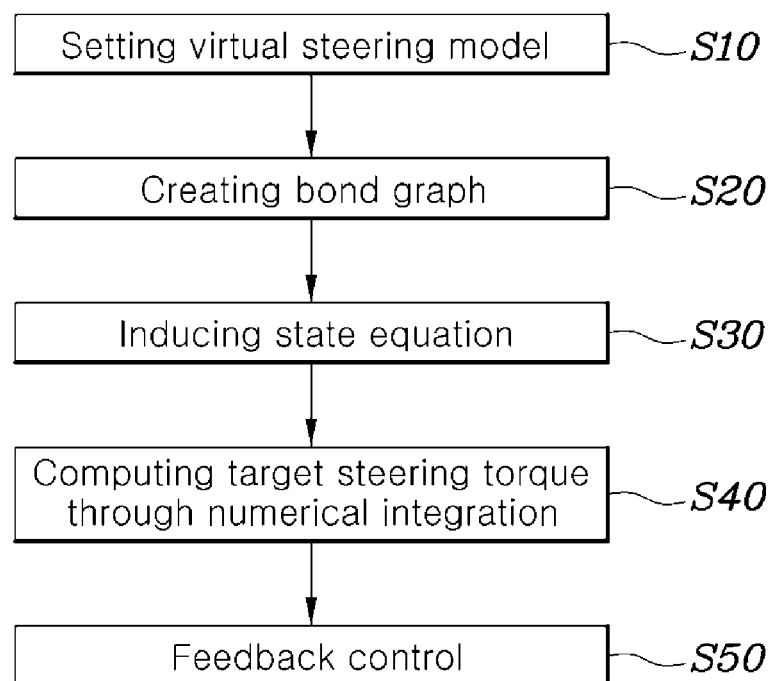 Setting virtual steering model S10
Creating bond graph S20
Inducing state equation S30
Computing target steering torque
through numerical integration S40
Feedback control S50